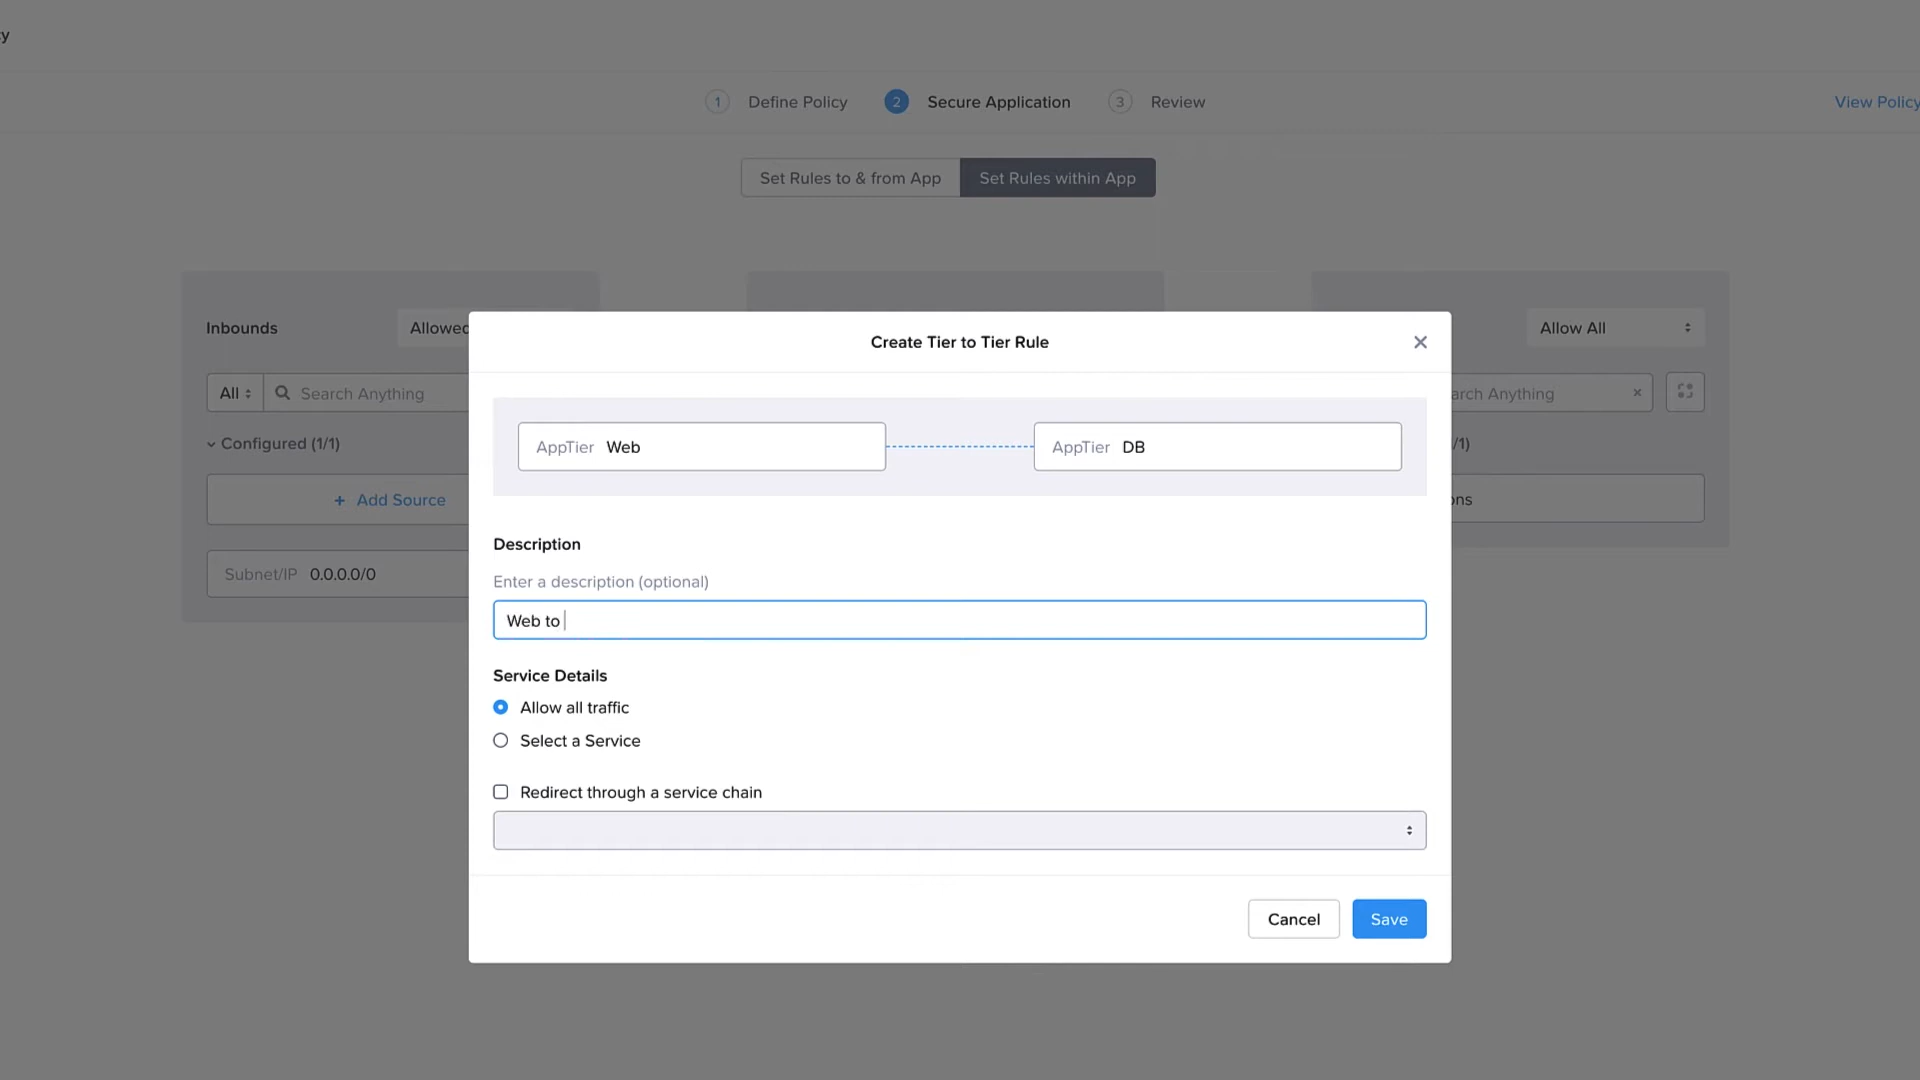 y
1 Define Policy 2 Secure Application 3 Review
View Policy
Set Rules to & from App Set Rules within App
Inbounds Allowed
Allow All
All Search Anything
arch Anything
Configured (1/1)
/1)
+ Add Source
ons
Subnet/IP 0.0.0.0/0
Create Tier to Tier Rule
AppTier Web
AppTier DB
Description
Enter a description (optional)
Web to
Service Details
Allow all traffic
Select a Service
Redirect through a service chain
Cancel Save